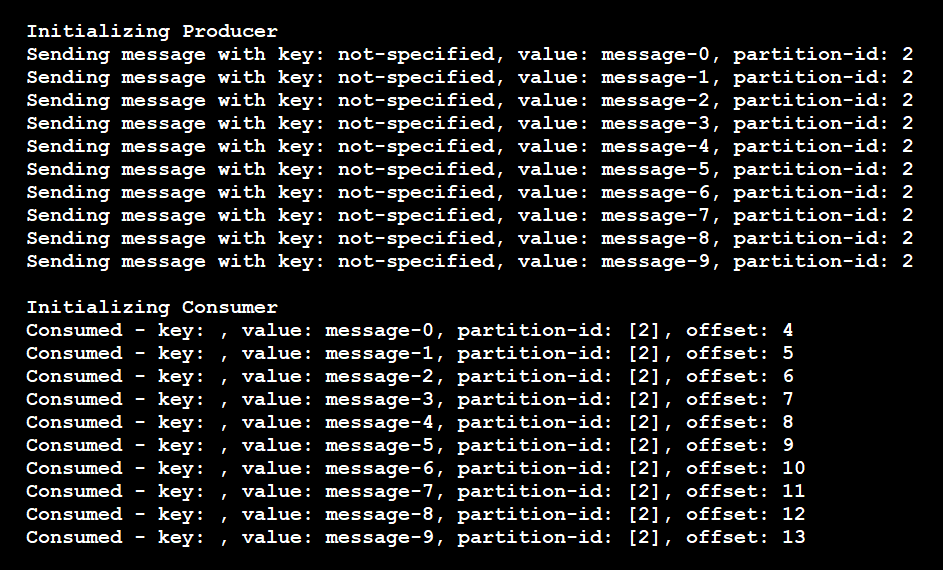 Initializing Producer
Sending message with key: not-specified, value: message-0, partition-id: 2
Sending message with key: not-specified, value: message-1, partition-id: 2
Sending message with key: not-specified, value: message-2, partition-id: 2
Sending message with key: not-specified, value: message-3, partition-id: 2
Sending message with key: not-specified, value: message-4, partition-id: 2
Sending message with key: not-specified, value: message-5, partition-id: 2
Sending message with key: not-specified, value: message-6, partition-id: 2
Sending message with key: not-specified, value: message-7, partition-id: 2
Sending message with key: not-specified, value: message-8, partition-id: 2
Sending message with key: not-specified, value: message-9, partition-id: 2
Initializing Consumer
Consumed - key: , value: message-0, partition-id: [2], offset: 4
Consumed - key: , value: message-1, partition-id: [2], offset: 5
Consumed - key: , value: message-2, partition-id: [2], offset: 6
Consumed - key: , value: message-3, partition-id: [2], offset: 7
Consumed - key: , value: message-4, partition-id: [2], offset: 8
Consumed - key: , value: message-5, partition-id: [2], offset: 9
Consumed - key: , value: message-6, partition-id: [2], offset: 10
Consumed - key: , value: message-7, partition-id: [2], offset: 11
Consumed - key: , value: message-8, partition-id: [2], offset: 12
Consumed - key: , value: message-9, partition-id: [2], offset: 13